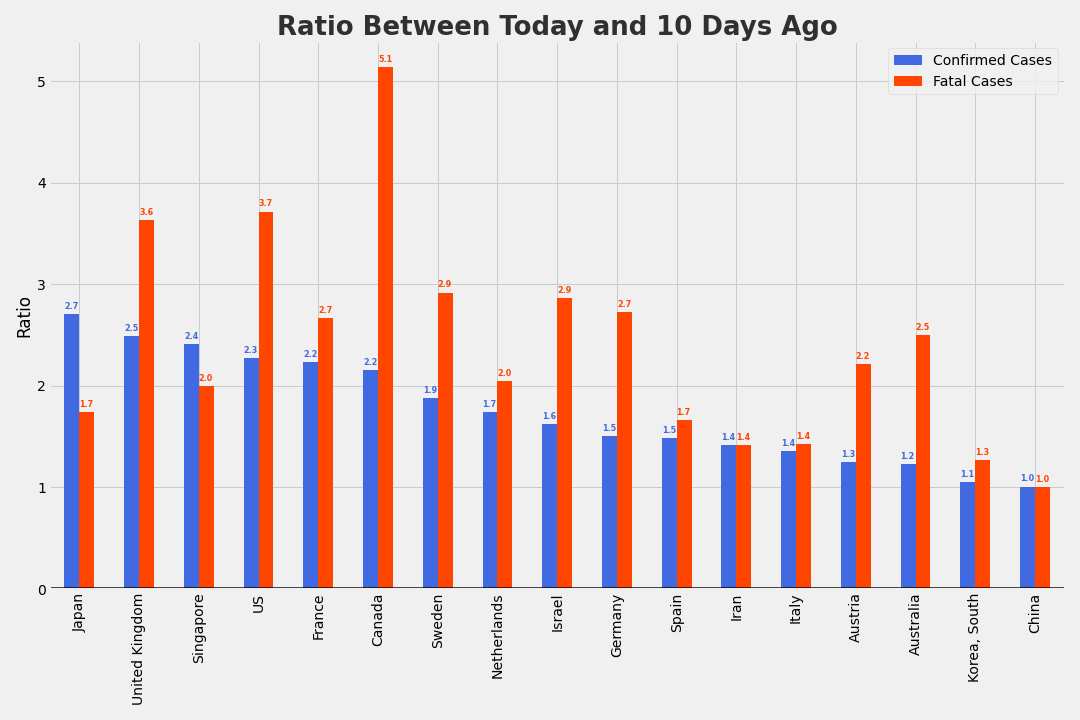 Ratio Between Today and 10 Days Ago
Confirmed Cases
Fatal Cases
Ratio
5
4
3
2
1
0
2.7 1.7
2.5 3.6
2.4 2.0
2.3 3.7
2.2 2.7
2.2 5.1
1.9 2.9
1.7 2.0
1.6 2.9
1.5 2.7
1.5 1.7
1.4 1.4
1.4 1.4
1.3 2.2
1.2 2.5
1.1 1.3
1.0 1.0
Japan
United Kingdom
Singapore
US
France
Canada
Sweden
Netherlands
Israel
Germany
Spain
Iran
Italy
Austria
Australia
Korea, South
China